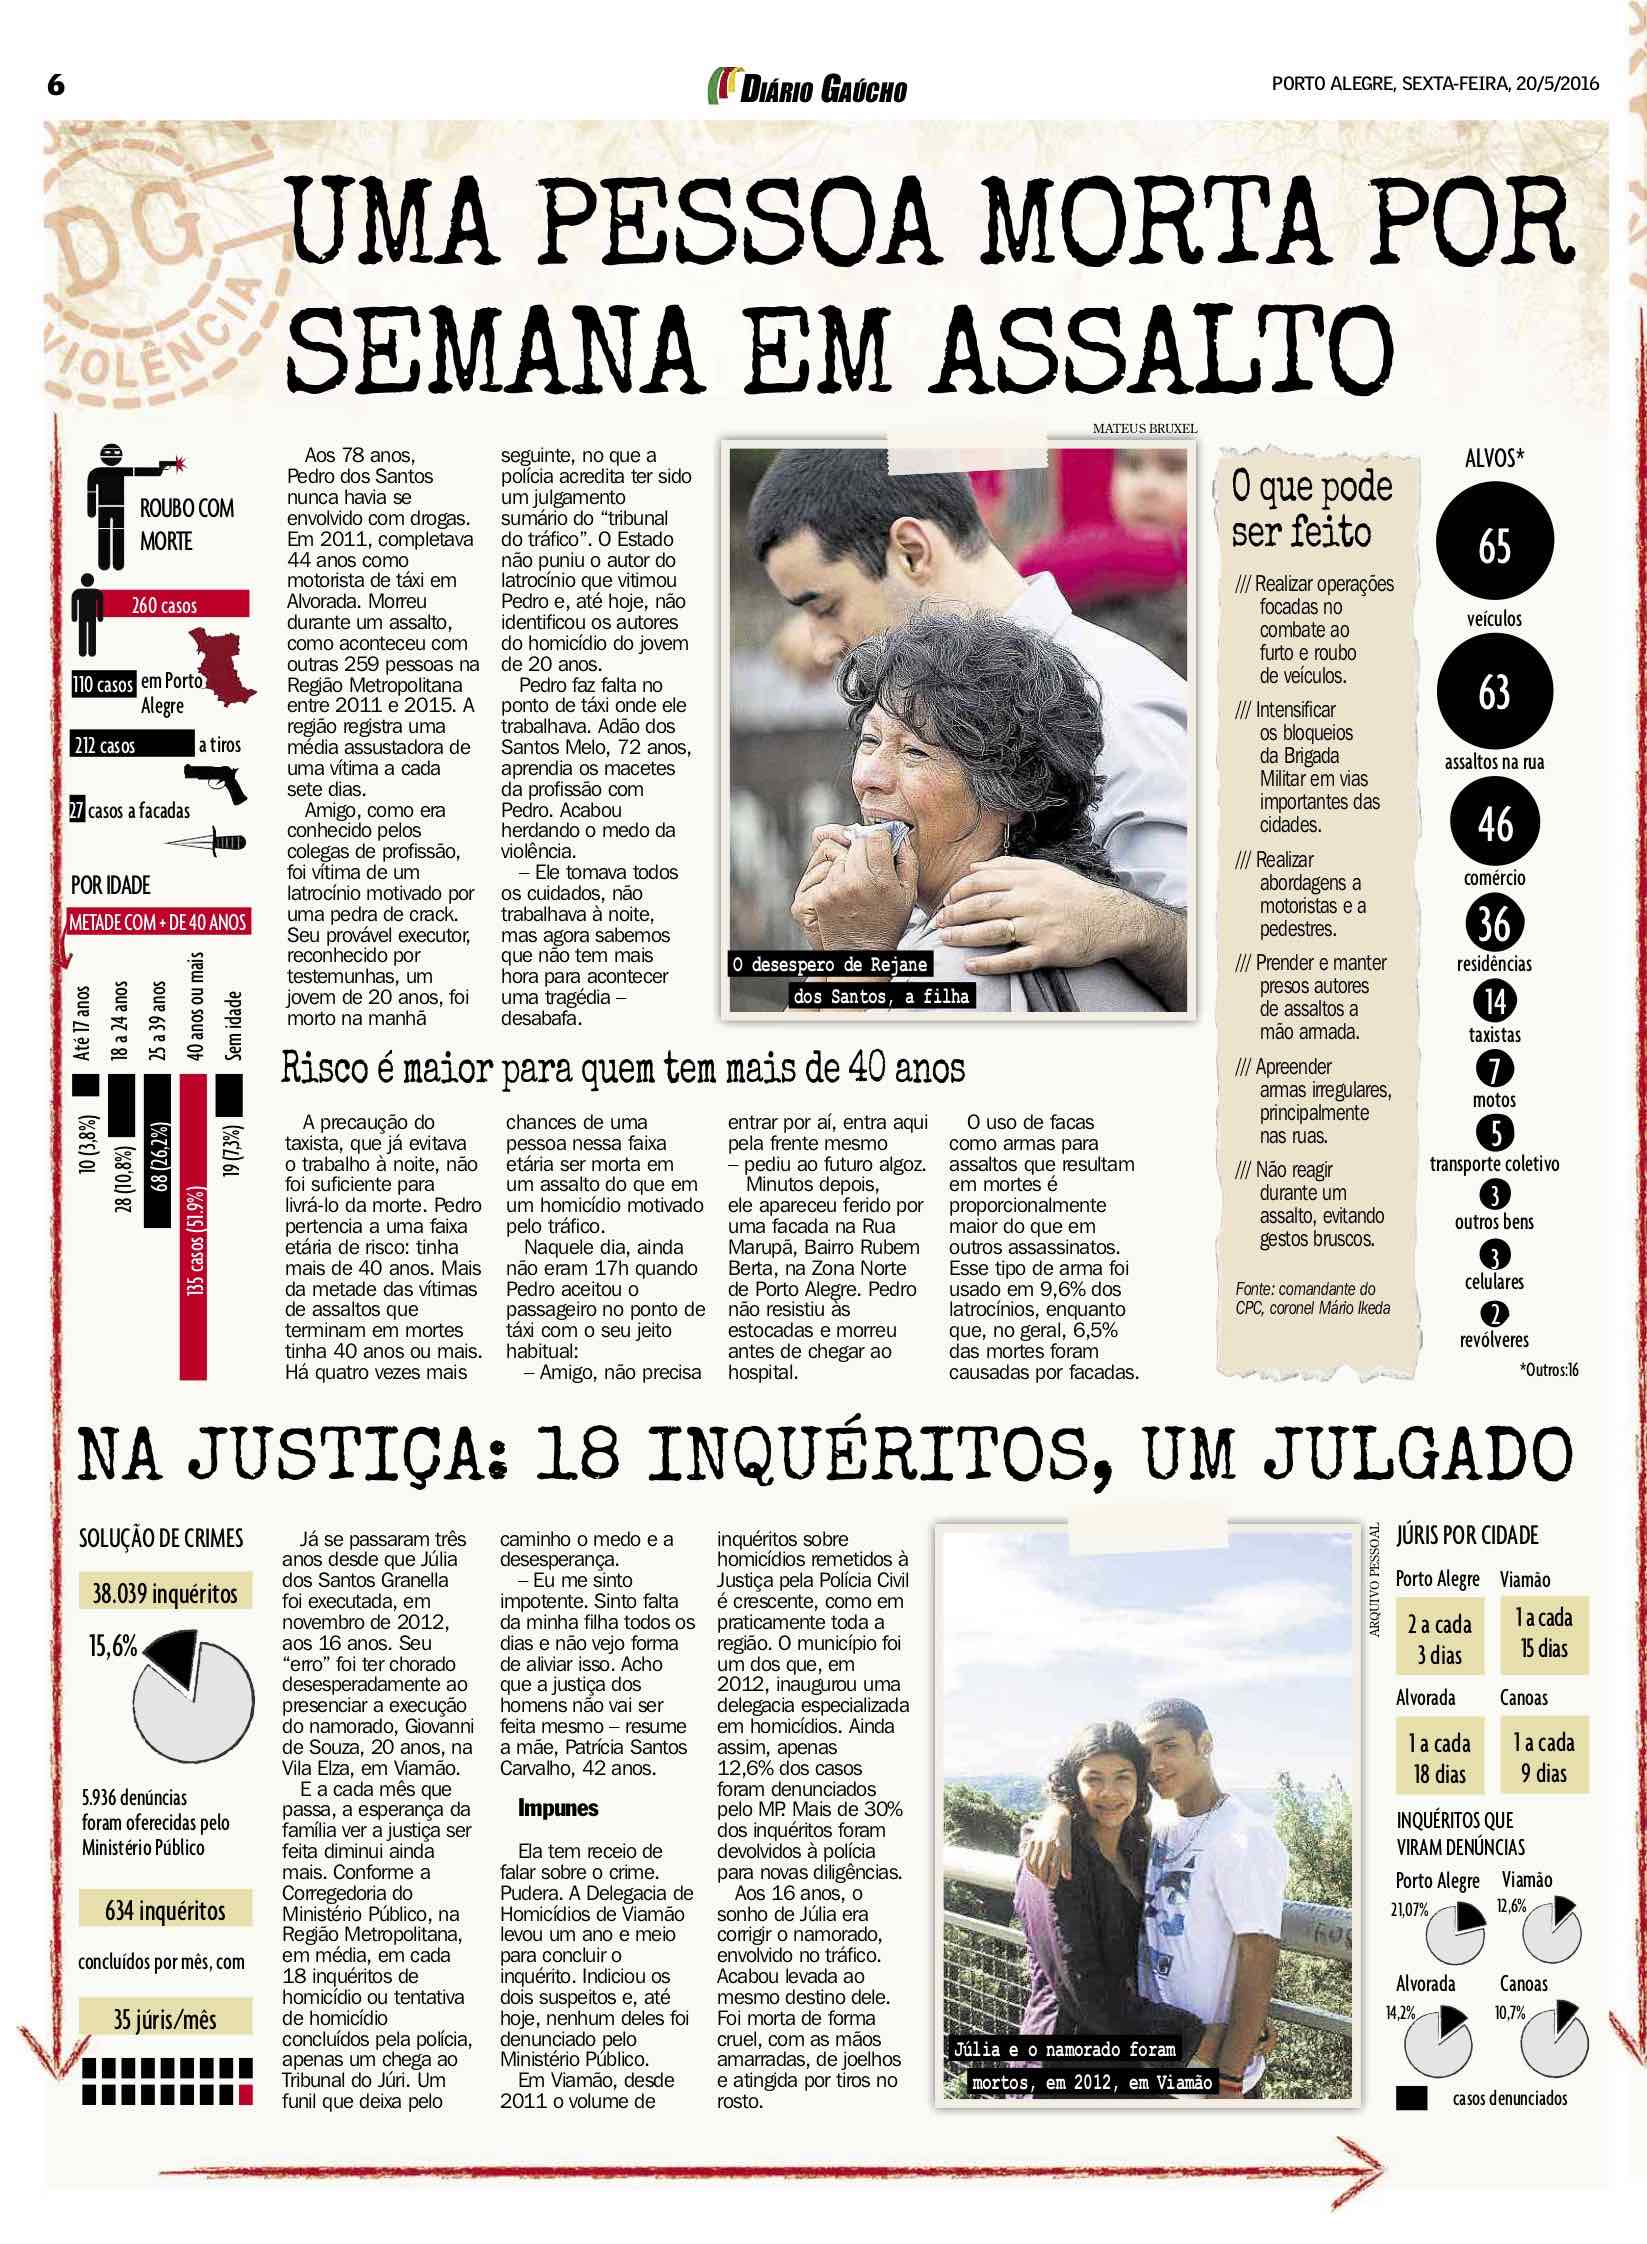 6
DIÁRIO GAÚCHO
PORTO ALEGRE, SEXTA-FEIRA, 20/5/2016
DG
VIOLÊNCIA
UMA PESSOA MORTA POR
SEMANA EM ASSALTO
ROUBO COM
MORTE
260 casos
110 casos em Porto
Alegre
212 casos a tiros
27 casos a facadas
POR IDADE
METADE COM + DE 40 ANOS
Até 17 anos
18 a 24 anos
25 a 39 anos
40 anos ou mais
Sem idade
10 (3,8%)
28 (10,8%)
68 (26,2%)
135 casos (51.9%)
19 (7,3%)
Aos 78 anos,
Pedro dos Santos
nunca havia se
envolvido com drogas.
Em 2011, completava
44 anos como
motorista de táxi em
Alvorada. Morreu
durante um assalto,
como aconteceu com
outras 259 pessoas na
Região Metropolitana
entre 2011 e 2015. A
região registra uma
média assustadora de
uma vítima a cada
sete dias.
Amigo, como era
conhecido pelos
colegas de profissão,
foi vítima de um
latrocínio motivado por
uma pedra de crack.
Seu provável executor,
reconhecido por
testemunhas, um
jovem de 20 anos, foi
morto na manhã
seguinte, no que a
polícia acredita ter sido
um julgamento
sumário do “tribunal
do tráfico”. O Estado
não puniu o autor do
latrocínio que vitimou
Pedro e, até hoje, não
identificou os autores
do homicídio do jovem
de 20 anos.
Pedro faz falta no
ponto de táxi onde ele
trabalhava. Adão dos
Santos Melo, 72 anos,
aprendia os macetes
da profissão com
Pedro. Acabou
herdando o medo da
violência.
– Ele tomava todos
os cuidados, não
trabalhava à noite,
mas agora sabemos
que não tem mais
hora para acontecer
uma tragédia –
desabafa.
MATEUS BRUXEL
O desespero de Rejane
dos Santos, a filha
Risco é maior para quem tem mais de 40 anos
A precaução do
taxista, que já evitava
o trabalho à noite, não
foi suficiente para
livrá-lo da morte. Pedro
pertencia a uma faixa
etária de risco: tinha
mais de 40 anos. Mais
da metade das vítimas
de assaltos que
terminam em mortes
tinha 40 anos ou mais.
Há quatro vezes mais
chances de uma
pessoa nessa faixa
etária ser morta em
um assalto do que em
um homicídio motivado
pelo tráfico.
Naquele dia, ainda
não eram 17h quando
Pedro aceitou o
passageiro no ponto de
táxi com o seu jeito
habitual:
– Amigo, não precisa
entrar por aí, entra aqui
pela frente mesmo
– pediu ao futuro algoz.
Minutos depois,
ele apareceu ferido por
uma facada na Rua
Marupã, Bairro Rubem
Berta, na Zona Norte
de Porto Alegre. Pedro
não resistiu às
estocadas e morreu
antes de chegar ao
hospital.
O uso de facas
como armas para
assaltos que resultam
em mortes é
proporcionalmente
maior do que em
outros assassinatos.
Esse tipo de arma foi
usado em 9,6% dos
latrocínios, enquanto
que, no geral, 6,5%
das mortes foram
causadas por facadas.
O que pode
ser feito
/// Realizar operações
focadas no
combate ao
furto e roubo
de veículos.
/// Intensificar
os bloqueios
da Brigada
Militar em vias
importantes das
cidades.
/// Realizar
abordagens a
motoristas e a
pedestres.
/// Prender e manter
presos autores
de assaltos a
mão armada.
/// Apreender
armas irregulares,
principalmente
nas ruas.
/// Não reagir
durante um
assalto, evitando
gestos bruscos.
Fonte: comandante do
CPC, coronel Mário Ikeda
ALVOS*
65
veículos
63
assaltos na rua
46
comércio
36
residências
14
taxistas
7
motos
5
transporte coletivo
3
outros bens
3
celulares
2
revólveres
*Outros:16
NA JUSTIÇA: 18 INQUÉRITOS, UM JULGADO
SOLUÇÃO DE CRIMES
38.039 inquéritos
15,6%
5.936 denúncias
foram oferecidas pelo
Ministério Público
634 inquéritos
concluídos por mês, com
35 júris/mês
Já se passaram três
anos desde que Júlia
dos Santos Granella
foi executada, em
novembro de 2012,
aos 16 anos. Seu
“erro” foi ter chorado
desesperadamente ao
presenciar a execução
do namorado, Giovanni
de Souza, 20 anos, na
Vila Elza, em Viamão.
E a cada mês que
passa, a esperança da
família ver a justiça ser
feita diminui ainda
mais. Conforme a
Corregedoria do
Ministério Público, na
Região Metropolitana,
em média, em cada
18 inquéritos de
homicídio ou tentativa
de homicídio
concluídos pela polícia,
apenas um chega ao
Tribunal do Júri. Um
funil que deixa pelo
caminho o medo e a
desesperança.
– Eu me sinto
impotente. Sinto falta
da minha filha todos os
dias e não vejo forma
de aliviar isso. Acho
que a justiça dos
homens não vai ser
feita mesmo – resume
a mãe, Patrícia Santos
Carvalho, 42 anos.
Impunes
Ela tem receio de
falar sobre o crime.
Pudera. A Delegacia de
Homicídios de Viamão
levou um ano e meio
para concluir o
inquérito. Indiciou os
dois suspeitos e, até
hoje, nenhum deles foi
denunciado pelo
Ministério Público.
Em Viamão, desde
2011 o volume de
inquéritos sobre
homicídios remetidos à
Justiça pela Polícia Civil
é crescente, como em
praticamente toda a
região. O município foi
um dos que, em
2012, inaugurou uma
delegacia especializada
em homicídios. Ainda
assim, apenas
12,6% dos casos
foram denunciados
pelo MP. Mais de 30%
dos inquéritos foram
devolvidos à polícia
para novas diligências.
Aos 16 anos, o
sonho de Júlia era
corrigir o namorado,
envolvido no tráfico.
Acabou levada ao
mesmo destino dele.
Foi morta de forma
cruel, com as mãos
amarradas, de joelhos
e atingida por tiros no
rosto.
ARQUIVO PESSOAL
Júlia e o namorado foram
mortos, em 2012, em Viamão
JÚRIS POR CIDADE
Porto Alegre
2 a cada
3 dias
Viamão
1 a cada
15 dias
Alvorada
1 a cada
18 dias
Canoas
1 a cada
9 dias
INQUÉRITOS QUE
VIRAM DENÚNCIAS
Porto Alegre
21,07%
Viamão
12,6%
Alvorada
14,2%
Canoas
10,7%
casos denunciados